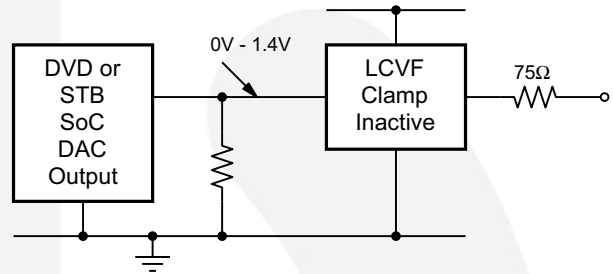 DVD or
STB
SoC
DAC
Output
0V - 1.4V
LCVF
Clamp
Inactive
75Ω